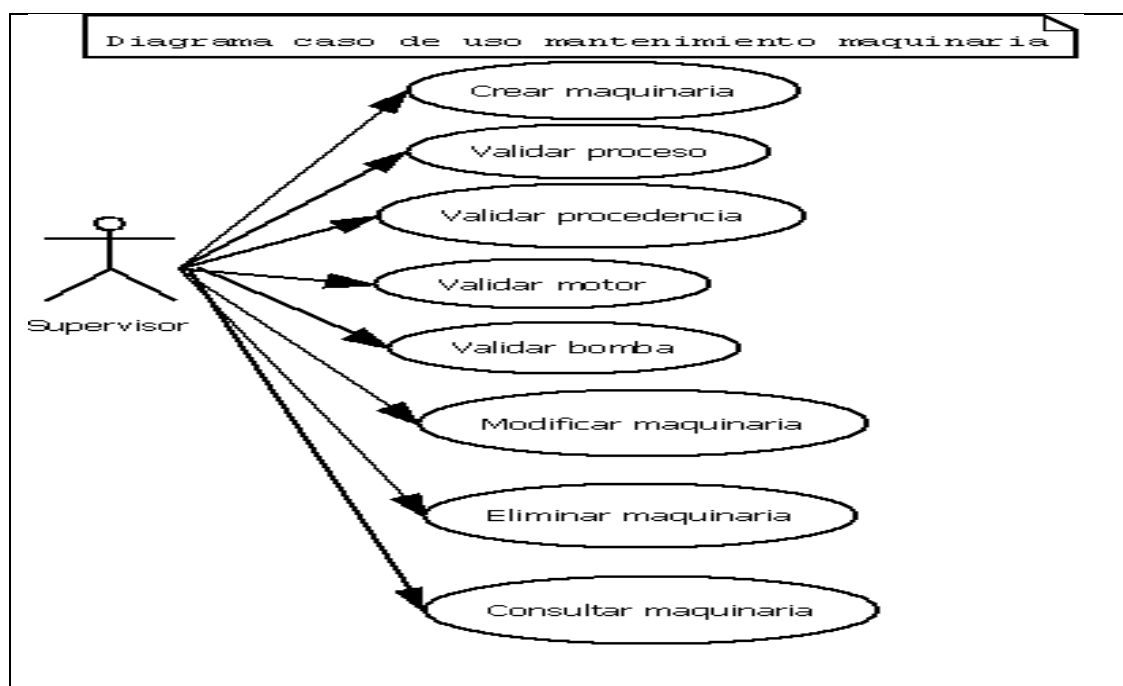 Diagrama caso de uso mantenimiento maquinaria
Crear maquinaria
Validar proceso
Validar procedencia
Validar motor
Supervisor
Validar bomba
Modificar maquinaria
Eliminar maquinaria
Consultar maquinaria